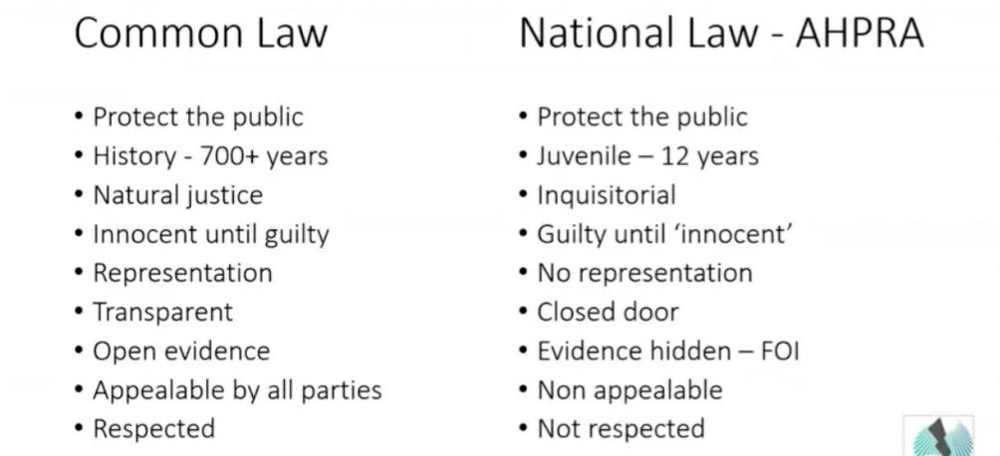 Common Law
• Protect the public
• History - 700+ years
• Natural justice
• Innocent until guilty
• Representation
• Transparent
• Open evidence
• Appealable by all parties
• Respected
National Law - AHPRA
• Protect the public
• Juvenile – 12 years
• Inquisitorial
• Guilty until ‘innocent’
• No representation
• Closed door
• Evidence hidden – FOI
• Non appealable
• Not respected